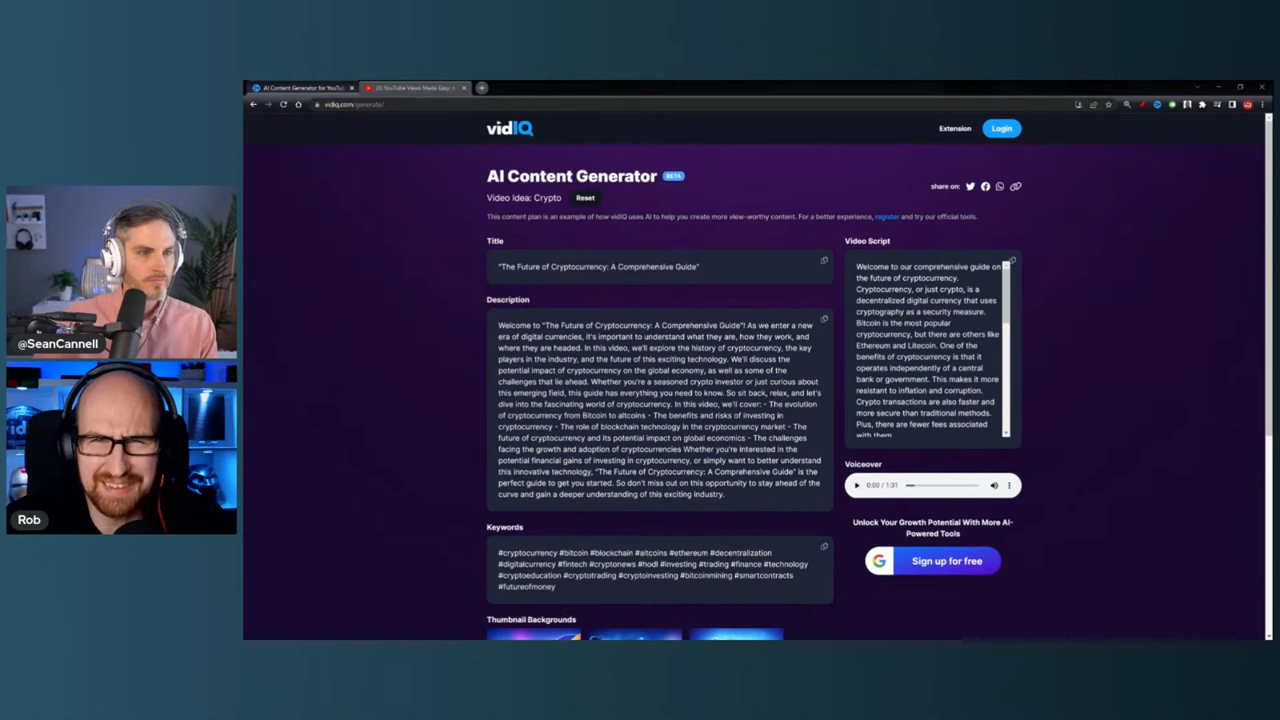 AI Content Generator for YouTub
YouTube Views Made Easy:
vidiq.com/generate/
vidIQ
Extension
Login
AI Content Generator BETA
share on:
Video Idea: Crypto
Reset
This content plan is an example of how vidIQ uses AI to help you create more view-worthy content. For a better experience, register and try our official tools.
Title
"The Future of Cryptocurrency: A Comprehensive Guide"
Description
Welcome to "The Future of Cryptocurrency: A Comprehensive Guide"! As we enter a new
era of digital currencies, it's important to understand what they are, how they work, and
where they are headed. In this video, we'll explore the history of cryptocurrency, the key
players in the industry, and the future of this exciting technology. We'll discuss the
potential impact of cryptocurrency on the global economy, as well as some of the
challenges that lie ahead. Whether you're a seasoned crypto investor or just curious about
this emerging field, this guide has everything you need to know. So sit back, relax, and let's
dive into the fascinating world of cryptocurrency. In this video, we'll cover: - The evolution
of cryptocurrency from Bitcoin to altcoins - The benefits and risks of investing in
cryptocurrency - The role of blockchain technology in the cryptocurrency market - The
future of cryptocurrency and its potential impact on global economics - The challenges
facing the growth and adoption of cryptocurrencies Whether you're interested in the
potential financial gains of investing in cryptocurrency, or simply want to better understand
this innovative technology, "The Future of Cryptocurrency: A Comprehensive Guide" is the
perfect guide to get you started. So don't miss out on this opportunity to stay ahead of the
curve and gain a deeper understanding of this exciting industry.
Keywords
#cryptocurrency #bitcoin #blockchain #altcoins #ethereum #decentralization
#digitalcurrency #fintech #cryptonews #hodl #investing #trading #finance #technology
#cryptoeducation #cryptotrading #cryptoinvesting #bitcoinmining #smartcontracts
#futureofmoney
Thumbnail Backgrounds
Video Script
Welcome to our comprehensive guide on
the future of cryptocurrency.
Cryptocurrency, or just crypto, is a
decentralized digital currency that uses
cryptography as a security measure.
Bitcoin is the most popular
cryptocurrency, but there are others like
Ethereum and Litecoin. One of the
benefits of cryptocurrency is that it
operates independently of a central
bank or government. This makes it more
resistant to inflation and corruption.
Crypto transactions are also faster and
more secure than traditional methods.
Plus, there are fewer fees associated
with them
Voiceover
0:00 / 1:31
Unlock Your Growth Potential With More AI-
Powered Tools
G Sign up for free
@SeanCannell
Rob